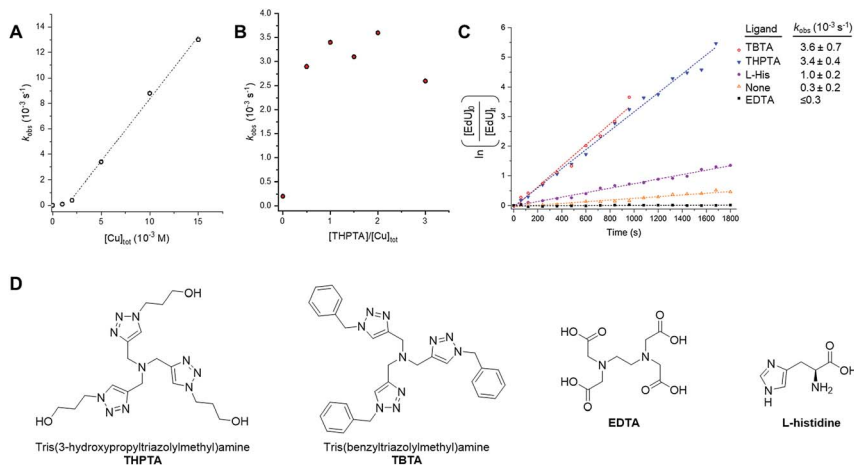 A
k_obs (10⁻³ s⁻¹)
14
12
10
8
6
4
2
0
0
5
10
15
[Cu]tot (10⁻³ M)
B
k_obs (10⁻³ s⁻¹)
4.0
3.5
3.0
2.5
2.0
1.5
1.0
0.5
0.0
0
1
2
3
[THPTA]/[Cu]tot
C
ln ([EdU]₀ / [EdU]t)
6
5
4
3
2
1
0
0 200 400 600 800 1000 1200 1400 1600 1800
Time (s)
Ligand k_obs (10⁻³ s⁻¹)
TBTA 3.6 ± 0.7
THPTA 3.4 ± 0.4
L-His 1.0 ± 0.2
None 0.3 ± 0.2
EDTA ≤0.3
D
OH
N
N
N
N
N
N
N
N
N
N
HO
OH
Tris(3-hydroxypropyltriazolylmethyl)amine
THPTA
N
N
N
N
N
N
N
N
N
N
Tris(benzyltriazolylmethyl)amine
TBTA
O
O
HO
OH
N
N
HO
OH
O
O
EDTA
O
N
OH
NH₂
N
H
L-histidine